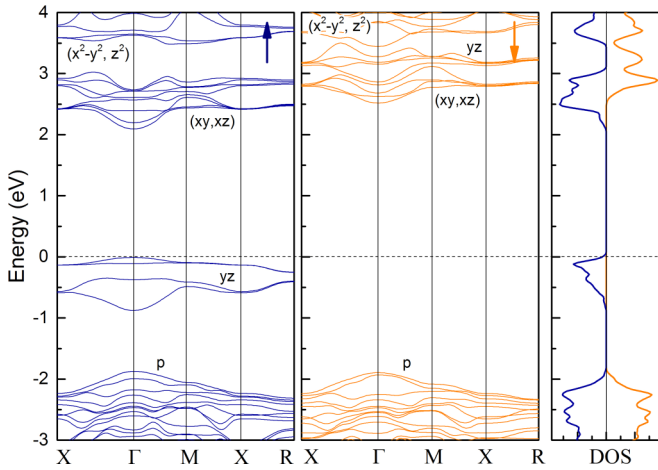 4
3
2
1
0
-1
-2
-3
Energy (eV)
(x²-y², z²)
(xy,xz)
yz
p
X Γ M X R
(x²-y², z²)
yz
(xy,xz)
p
X Γ M X R
DOS